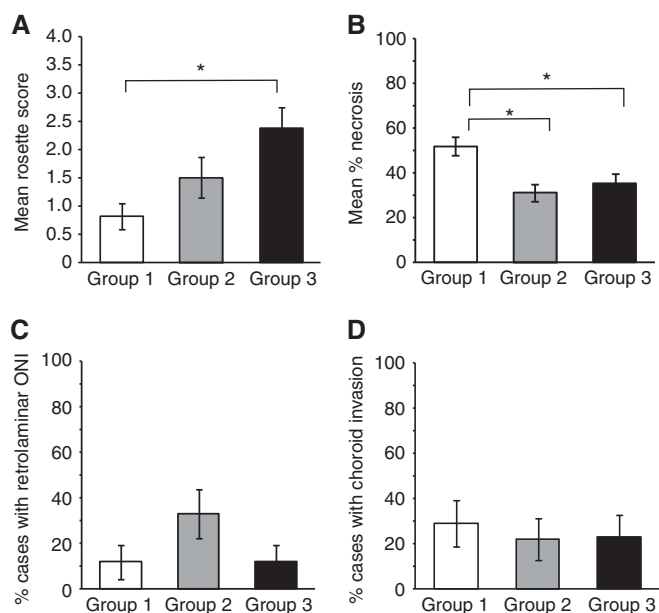 A
Mean rosette score
4.0
3.5
3.0
2.5
2.0
1.5
1.0
0.5
0
*
Group 1 Group 2 Group 3
B
Mean % necrosis
100
80
60
40
20
0
*
*
Group 1 Group 2 Group 3
C
% cases with retrolaminar ONI
100
80
60
40
20
0
Group 1 Group 2 Group 3
D
% cases with choroid invasion
100
80
60
40
20
0
Group 1 Group 2 Group 3